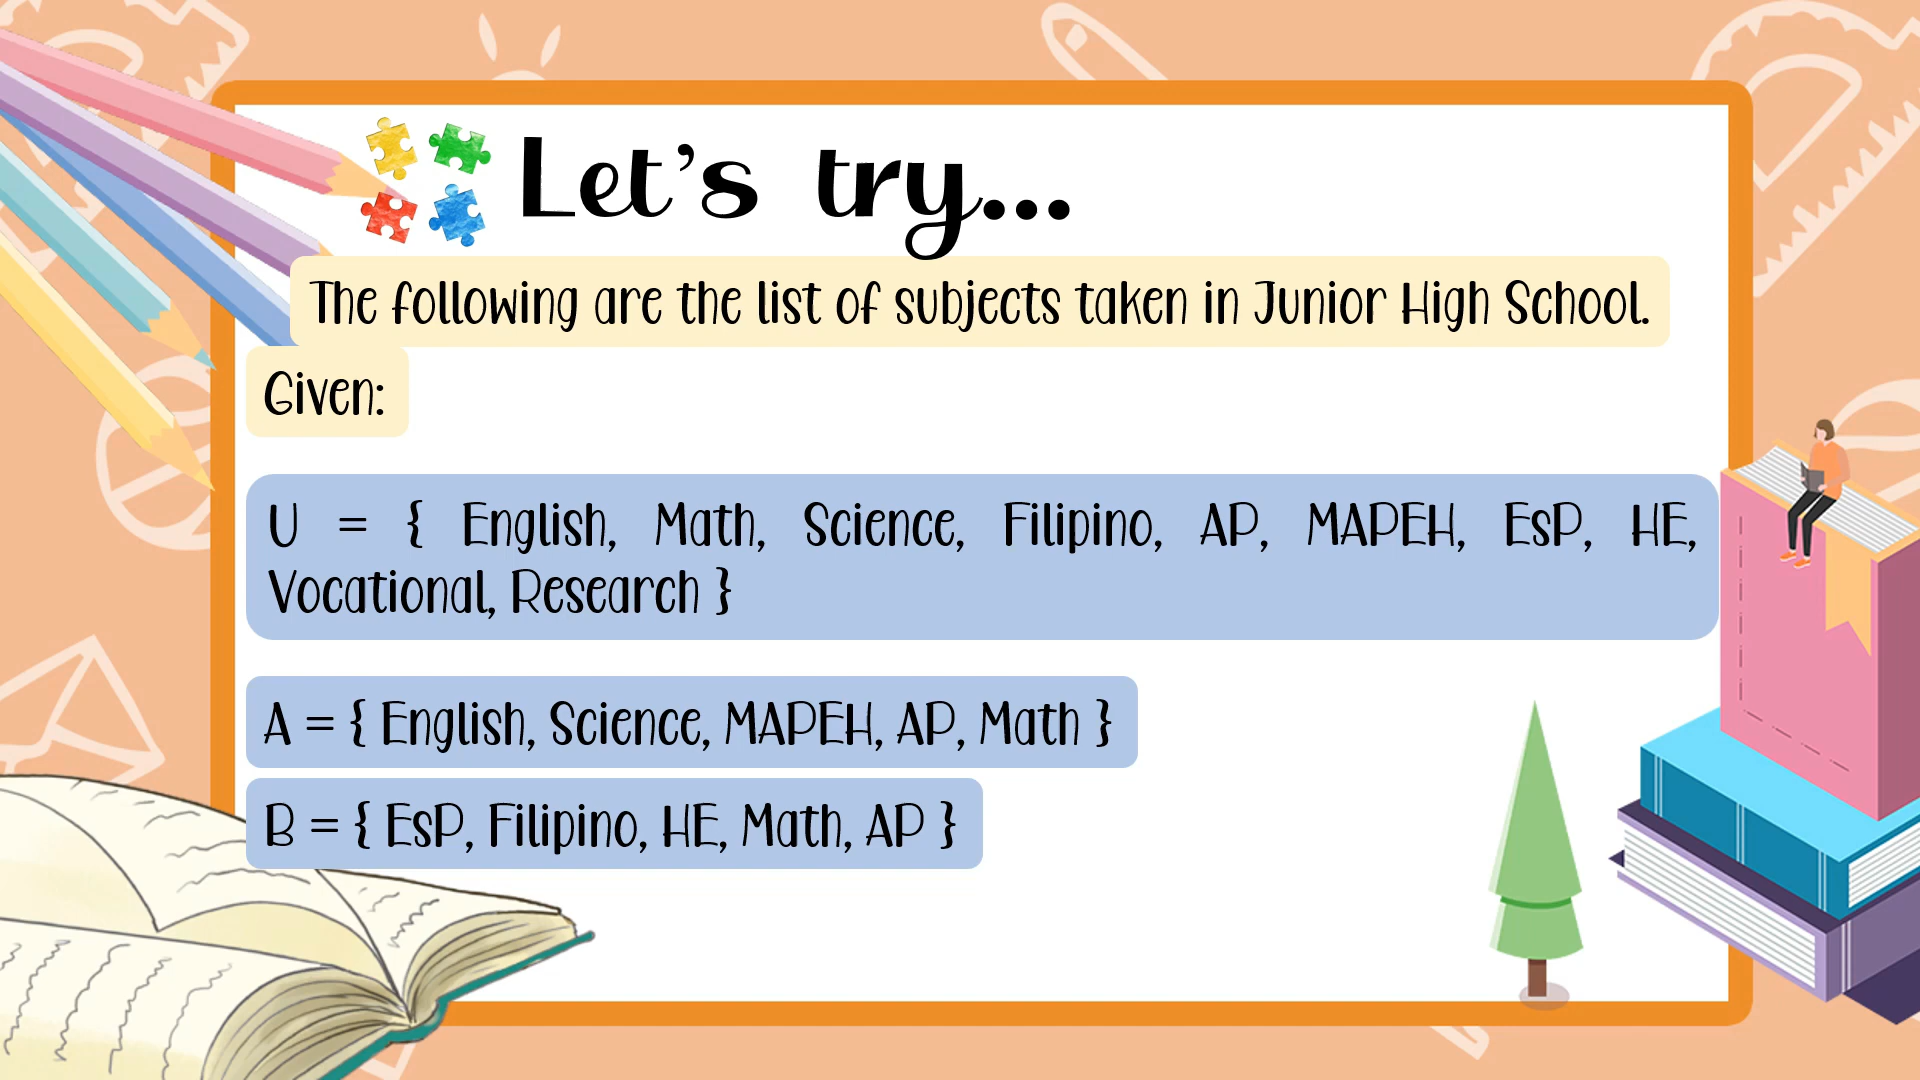 Let's try...
The following are the list of subjects taken in Junior High School.
Given:
U = { English, Math, Science, Filipino, AP, MAPEH, EsP, HE,
Vocational, Research }
A = { English, Science, MAPEH, AP, Math }
B = { EsP, Filipino, HE, Math, AP }